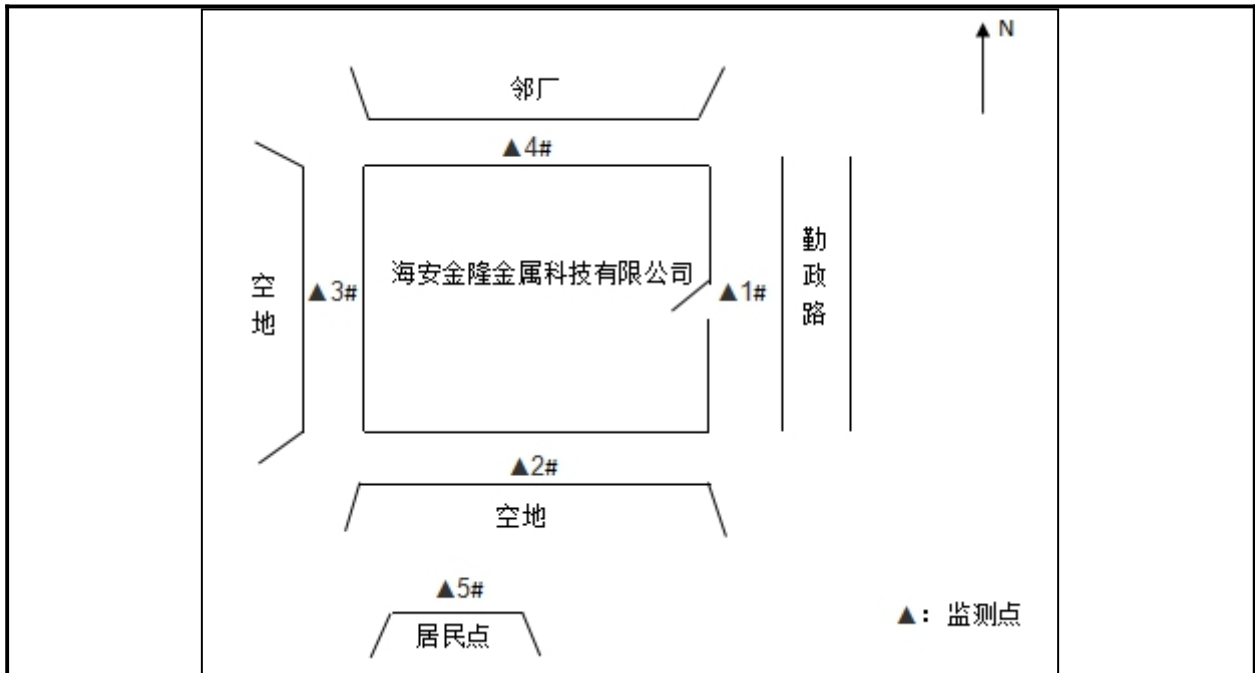 N
邻厂
▲4#
海安金隆金属科技有限公司
勤政路
空地
▲3#
▲1#
▲2#
空地
▲5#
居民点
▲：监测点